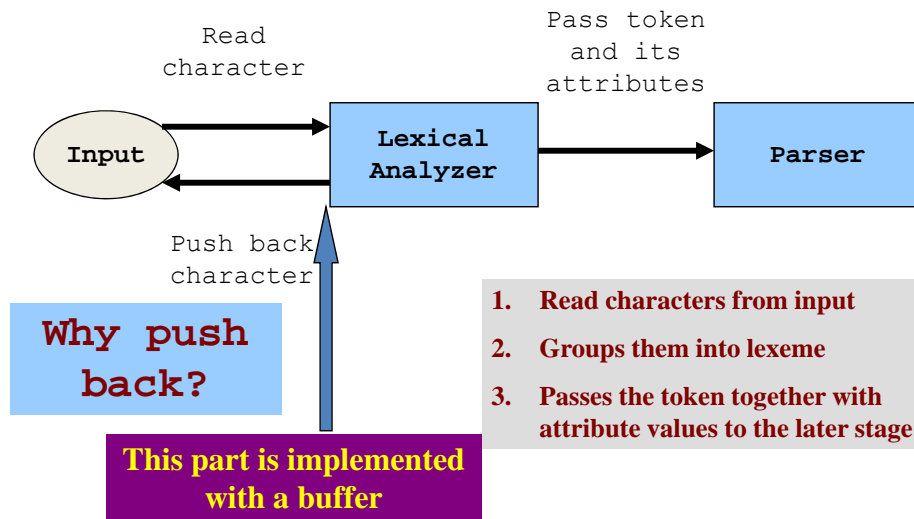 Read
character
Pass token
and its
attributes
Input
Lexical
Analyzer
Parser
Push back
character
Why push
back?
This part is implemented
with a buffer
1. Read characters from input
2. Groups them into lexeme
3. Passes the token together with
attribute values to the later stage